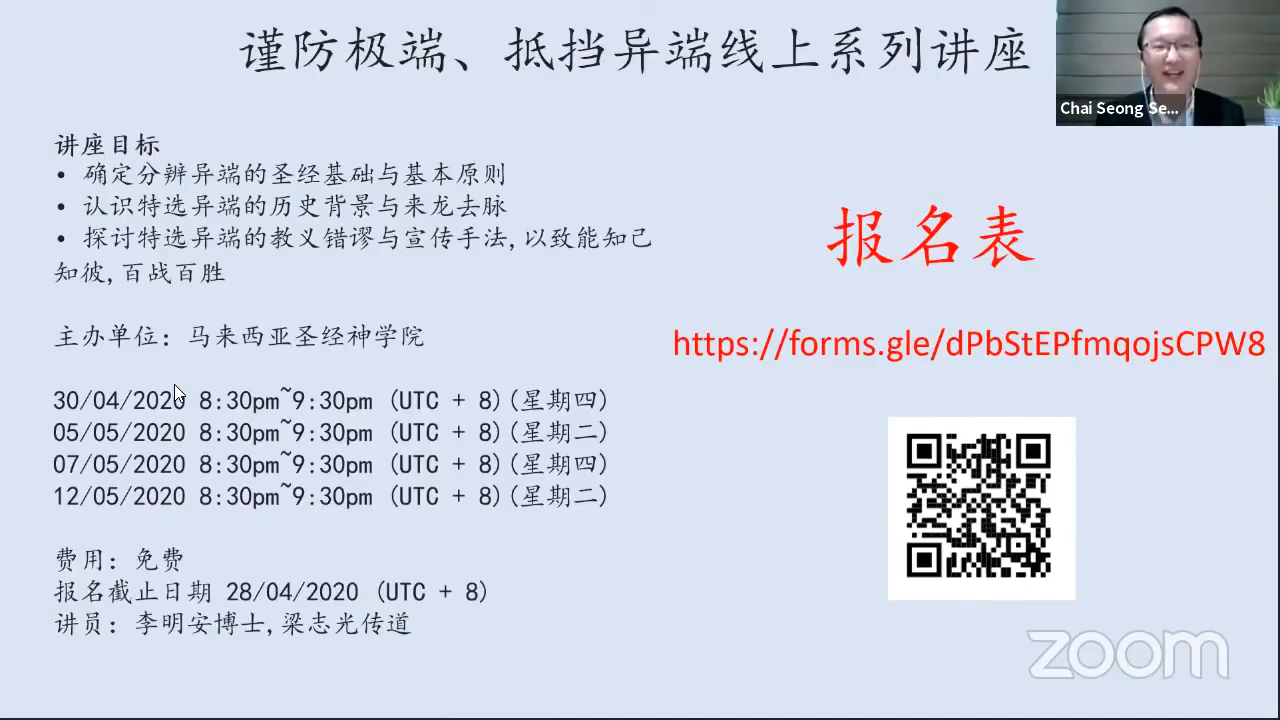 谨防极端、抵挡异端线上系列讲座
Chai Seong Se...
讲座目标
• 确定分辨异端的圣经基础与基本原则
• 认识特选异端的历史背景与来龙去脉
• 探讨特选异端的教义错谬与宣传手法,以致能知己
知彼,百战百胜
主办单位: 马来西亚圣经神学院
30/04/2020 8:30pm~9:30pm (UTC + 8)(星期四)
05/05/2020 8:30pm~9:30pm (UTC + 8)(星期二)
07/05/2020 8:30pm~9:30pm (UTC + 8)(星期四)
12/05/2020 8:30pm~9:30pm (UTC + 8)(星期二)
费用: 免费
报名截止日期 28/04/2020 (UTC + 8)
讲员: 李明安博士,梁志光传道
报名表
https://forms.gle/dPbStEPfmqojsCPW8
zoom